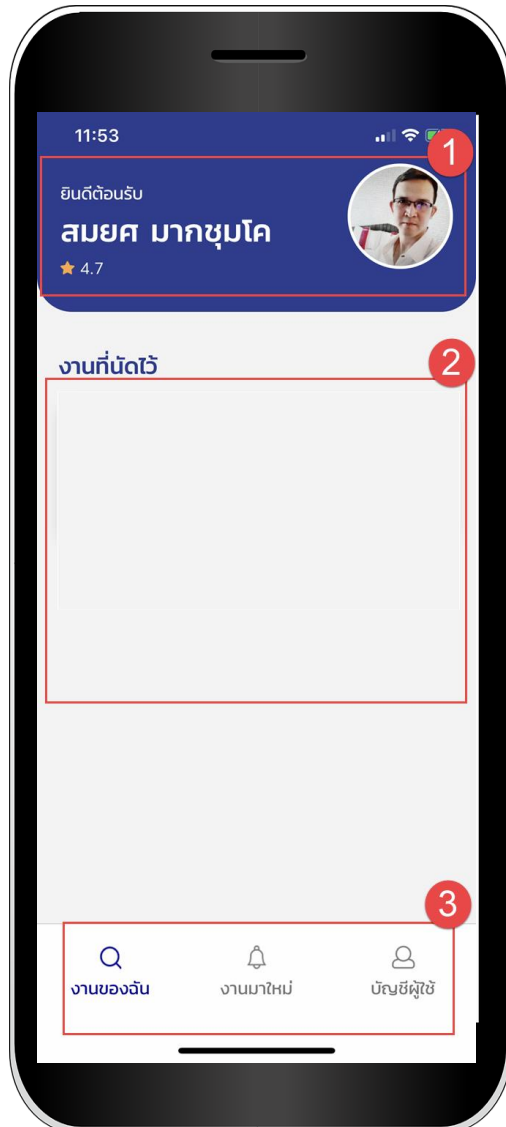 11:53
1
ยินดีต้อนรับ
สมยศ มากชุมโค
4.7
งานที่นัดไว้
2
3
งานของฉัน
งานมาใหม่
บัญชีผู้ใช้